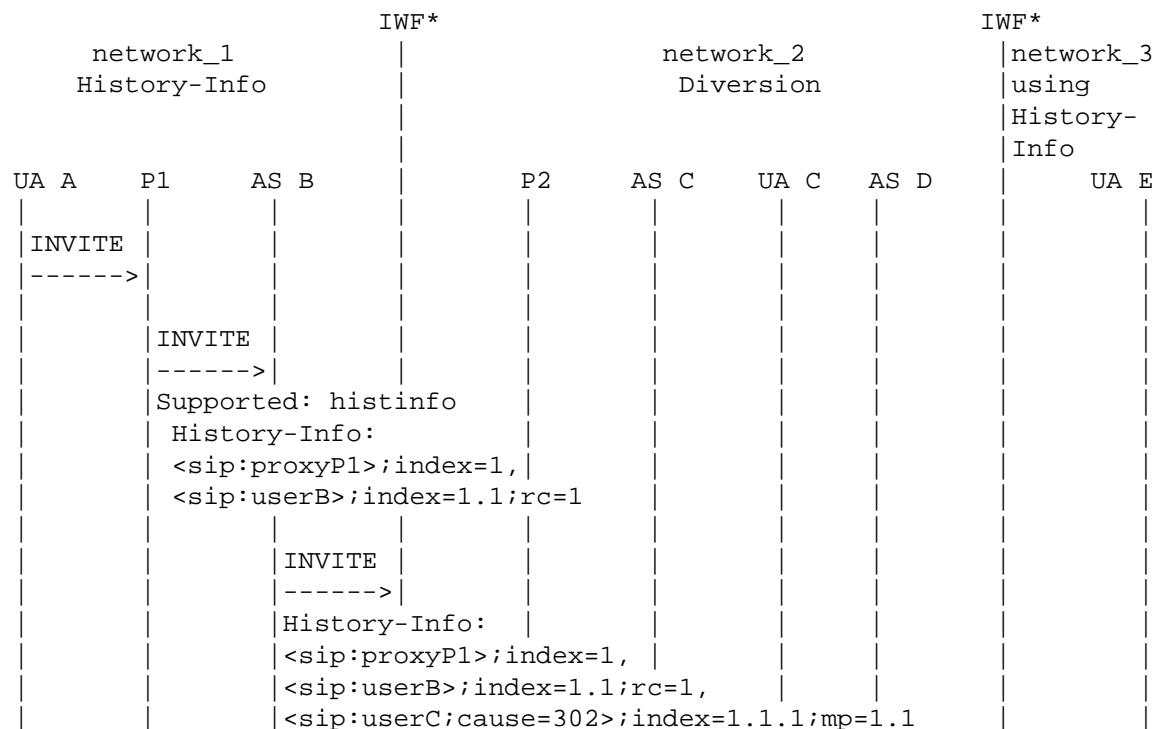 IWF* IWF*
network_1 network_2 network_3
History-Info Diversion using
History-
Info
UA A P1 AS B P2 AS C UA C AS D UA E
INVITE
------>
INVITE
------>
Supported: histinfo
History-Info:
<sip:proxyP1>;index=1,
<sip:userB>;index=1.1;rc=1
INVITE
------>
History-Info:
<sip:proxyP1>;index=1,
<sip:userB>;index=1.1;rc=1,
<sip:userC;cause=302>;index=1.1.1;mp=1.1